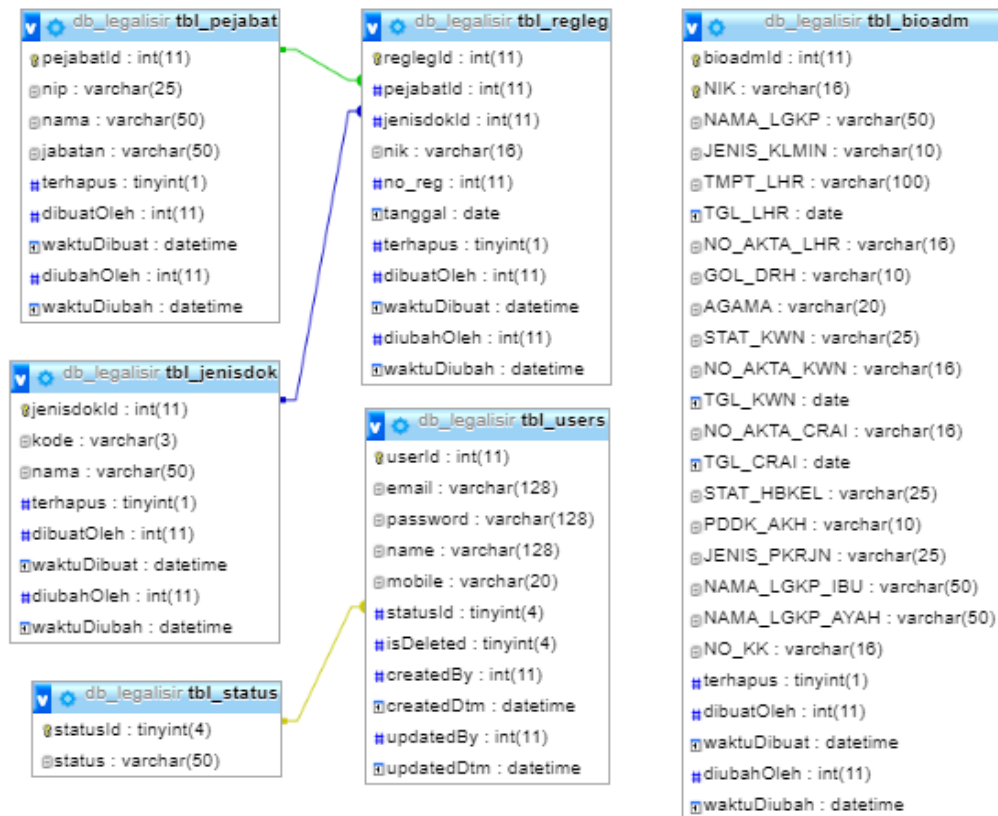 db_legalisir tbl_pejabat
pejabatId : int(11)
nip : varchar(25)
nama : varchar(50)
jabatan : varchar(50)
terhapus : tinyint(1)
dibuatOleh : int(11)
waktuDibuat : datetime
diubahOleh : int(11)
waktuDiubah : datetime
db_legalisir tbl_jenisdok
jenisdokId : int(11)
kode : varchar(3)
nama : varchar(50)
terhapus : tinyint(1)
dibuatOleh : int(11)
waktuDibuat : datetime
diubahOleh : int(11)
waktuDiubah : datetime
db_legalisir tbl_status
statusId : tinyint(4)
status : varchar(50)
db_legalisir tbl_regleg
reglegId : int(11)
pejabatId : int(11)
jenisdokId : int(11)
nik : varchar(16)
no_reg : int(11)
tanggal : date
terhapus : tinyint(1)
dibuatOleh : int(11)
waktuDibuat : datetime
diubahOleh : int(11)
waktuDiubah : datetime
db_legalisir tbl_users
userId : int(11)
email : varchar(128)
password : varchar(128)
name : varchar(128)
mobile : varchar(20)
statusId : tinyint(4)
isDeleted : tinyint(4)
createdBy : int(11)
createdDtm : datetime
updatedBy : int(11)
updatedDtm : datetime
db_legalisir tbl_bioadm
bioadmId : int(11)
NIK : varchar(16)
NAMA_LGKP : varchar(50)
JENIS_KLMIN : varchar(10)
TMPT_LHR : varchar(100)
TGL_LHR : date
NO_AKTA_LHR : varchar(16)
GOL_DRH : varchar(10)
AGAMA : varchar(20)
STAT_KWN : varchar(25)
NO_AKTA_KWN : varchar(16)
TGL_KWN : date
NO_AKTA_CRAI : varchar(16)
TGL_CRAI : date
STAT_HBKEL : varchar(25)
PDDK_AKH : varchar(10)
JENIS_PKRJN : varchar(25)
NAMA_LGKP_IBU : varchar(50)
NAMA_LGKP_AYAH : varchar(50)
NO_KK : varchar(16)
terhapus : tinyint(1)
dibuatOleh : int(11)
waktuDibuat : datetime
diubahOleh : int(11)
waktuDiubah : datetime